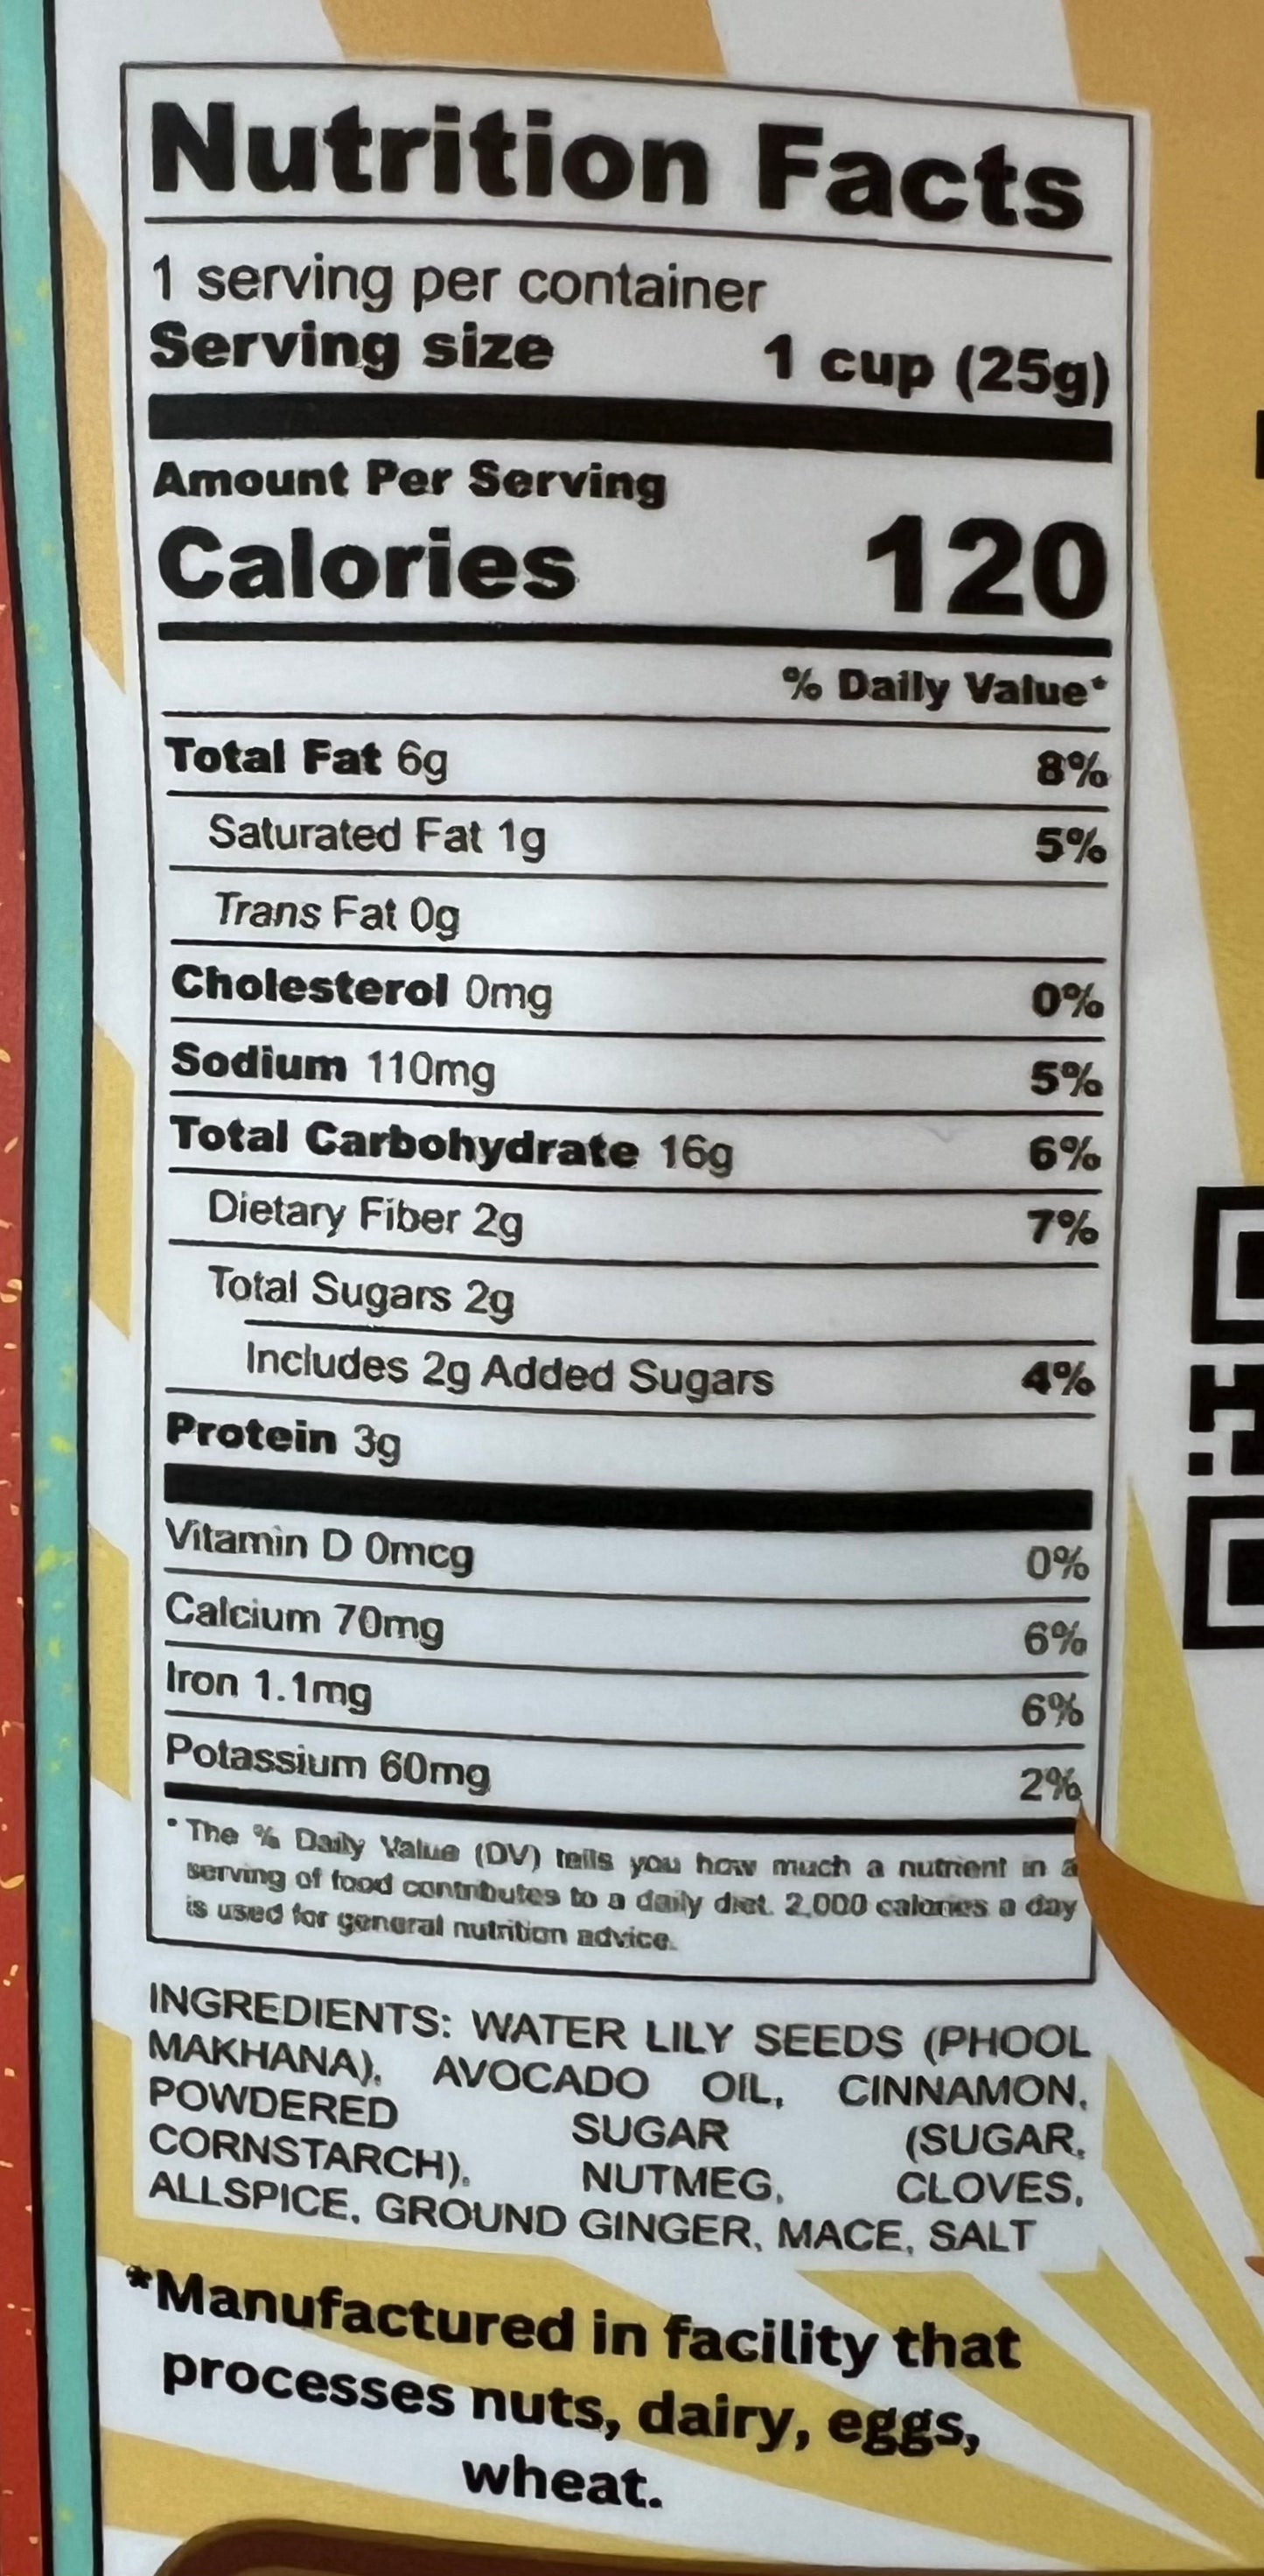 Nutrition Facts
1 serving per container
Serving size 1 cup (25g)
Amount Per Serving
Calories 120
% Daily Value*
Total Fat 6g 8%
Saturated Fat 1g 5%
Trans Fat 0g
Cholesterol 0mg 0%
Sodium 110mg 5%
Total Carbohydrate 16g 6%
Dietary Fiber 2g 7%
Total Sugars 2g
Includes 2g Added Sugars 4%
Protein 3g
Vitamin D 0mcg 0%
Calcium 70mg 6%
Iron 1.1mg 6%
Potassium 60mg 2%
* The % Daily Value (DV) tells you how much a nutrient in a
serving of food contributes to a daily diet. 2,000 calories a day
is used for general nutrition advice.
INGREDIENTS: WATER LILY SEEDS (PHOOL
MAKHANA), AVOCADO OIL, CINNAMON,
POWDERED SUGAR (SUGAR,
CORNSTARCH), NUTMEG, CLOVES,
ALLSPICE, GROUND GINGER, MACE, SALT
*Manufactured in facility that
processes nuts, dairy, eggs,
wheat.